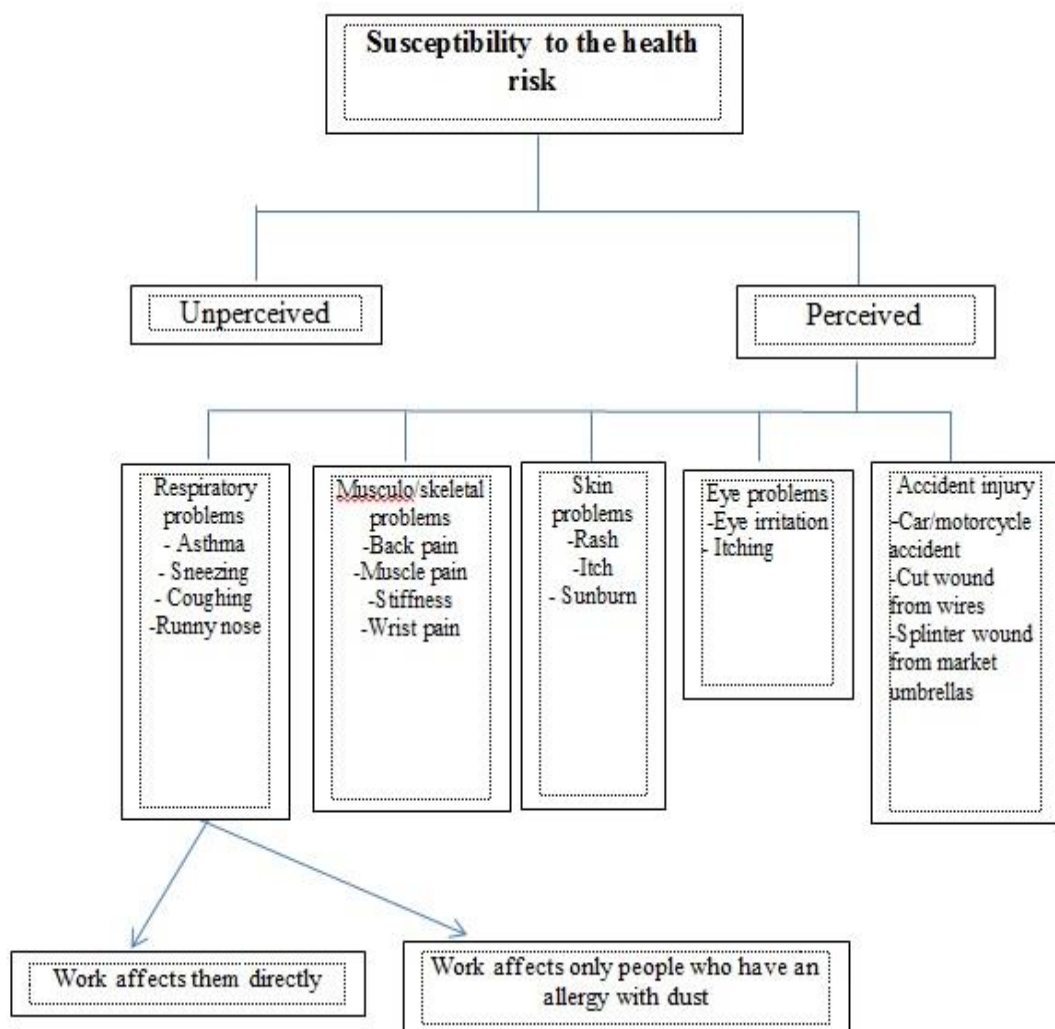 Susceptibility to the health
risk
Unperceived
Perceived
Respiratory
problems
- Asthma
- Sneezing
- Coughing
-Runny nose
Musculo/skeletal
problems
-Back pain
-Muscle pain
-Stiffness
-Wrist pain
Skin
problems
-Rash
-Itch
- Sunburn
Eye problems
-Eye irritation
- Itching
Accident injury
-Car/motorcycle
accident
-Cut wound
from wires
-Splinter wound
from market
umbrellas
Work affects them directly
Work affects only people who have an
allergy with dust